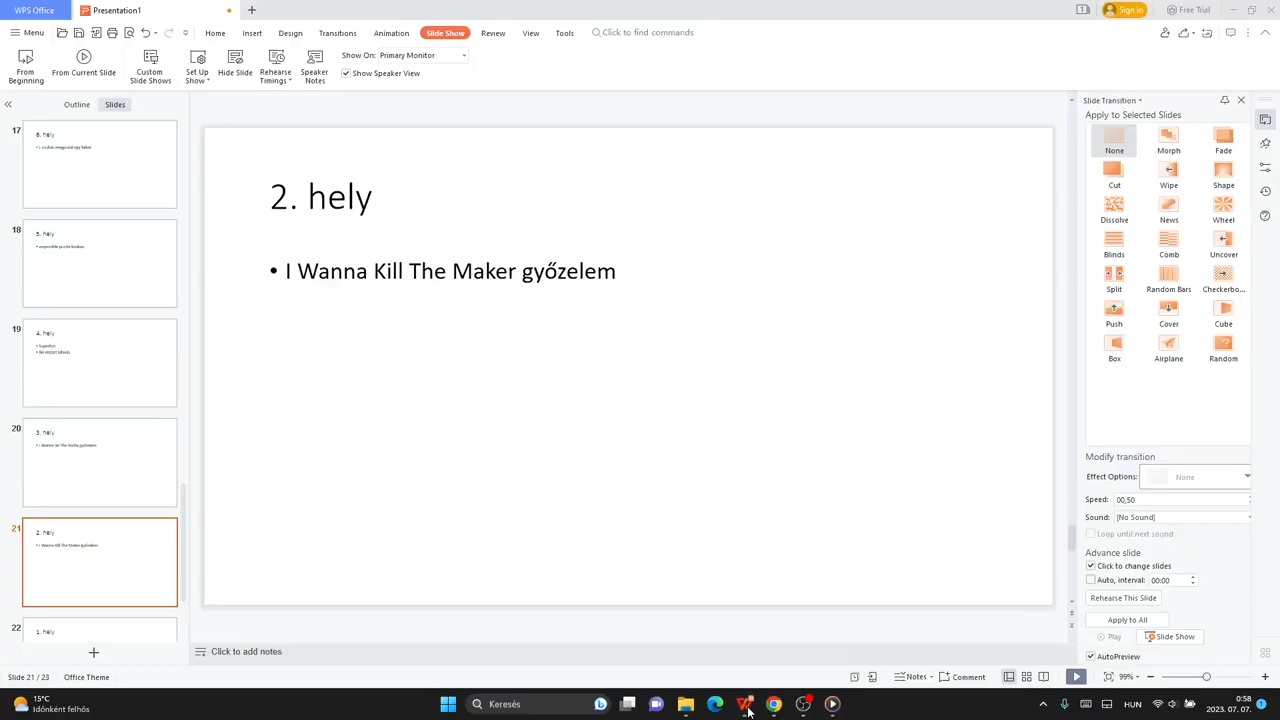 WPS Office
Presentation1
1
Sign in
Free Trial
Menu
Home
Insert
Design
Transitions
Animation
Slide Show
Review
View
Tools
Click to find commands
From Beginning
From Current Slide
Custom Slide Shows
Set Up Show
Hide Slide
Rehearse Timings
Speaker Notes
Show On: Primary Monitor
Show Speaker View
Outline
Slides
17
6. hely
18
5. hely
19
4. hely
20
3. hely
21
2. hely
• I Wanna Kill The Maker győzelem
22
1. hely
2. hely
• I Wanna Kill The Maker győzelem
Click to add notes
Slide Transition
Apply to Selected Slides
None
Morph
Fade
Cut
Wipe
Shape
Dissolve
News
Wheel
Blinds
Comb
Uncover
Split
Random Bars
Checkerbo...
Push
Cover
Cube
Box
Airplane
Random
Modify transition
Effect Options:
None
Speed: 00,50
Sound: [No Sound]
Loop until next sound
Advance slide
Click to change slides
Auto, interval: 00:00
Rehearse This Slide
Apply to All
Play
Slide Show
AutoPreview
Slide 21 / 23
Office Theme
Notes
Comment
99%
15°C
Időnként felhős
Keresés
HUN
0:58
2023. 07. 07.